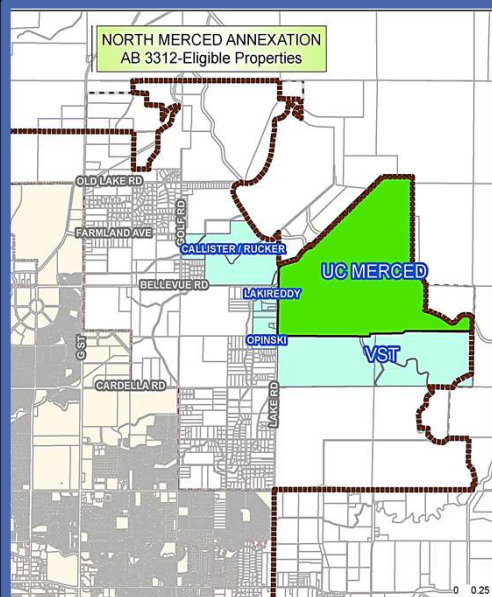 NORTH MERCED ANNEXATION
AB 3312-Eligible Properties
OLD LAKE RD
GOLF RD
FARMLAND AVE
CALLISTER / RUCKER
UC MERCED
BELLEVUE RD
LAKIREDDY
OPINSKI
VST
G ST
CARDELLA RD
LAKE RD
0 0.25